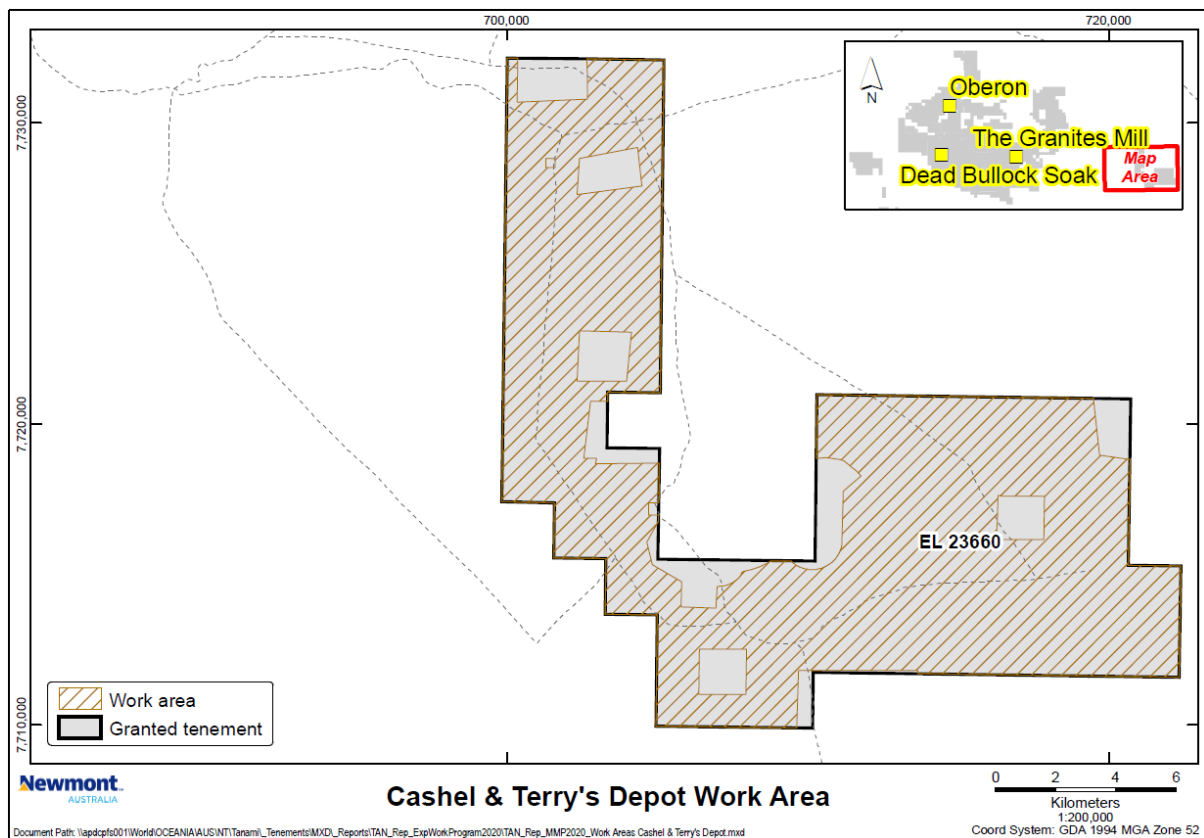 700,000
720,000
7,730,000
7,720,000
7,710,000
N
Oberon
The Granites Mill
Dead Bullock Soak
Map
Area
EL 23660
Work area
Granted tenement
Newmont™
AUSTRALIA
Cashel & Terry's Depot Work Area
0 2 4 6
Kilometers
1:200,000
Coord System: GDA 1994 MGA Zone 52
Document Path: \\apdcpfs001\World\OCEANIA\AUS\NT\Tanami\_Tenements\MXD\_Reports\TAN_Rep_ExpWorkProgram2020\TAN_Rep_MMP2020_Work Areas Cashel & Terry's Depot.mxd